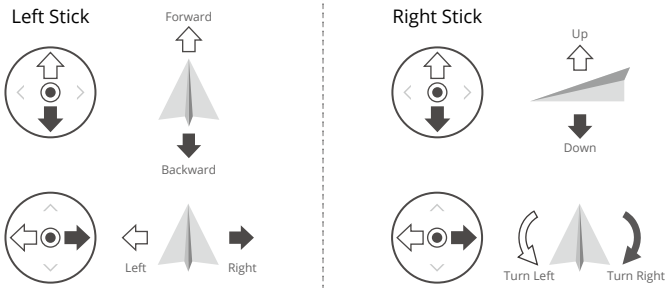 Left Stick
Forward
Backward
Left
Right
Right Stick
Up
Down
Turn Left
Turn Right